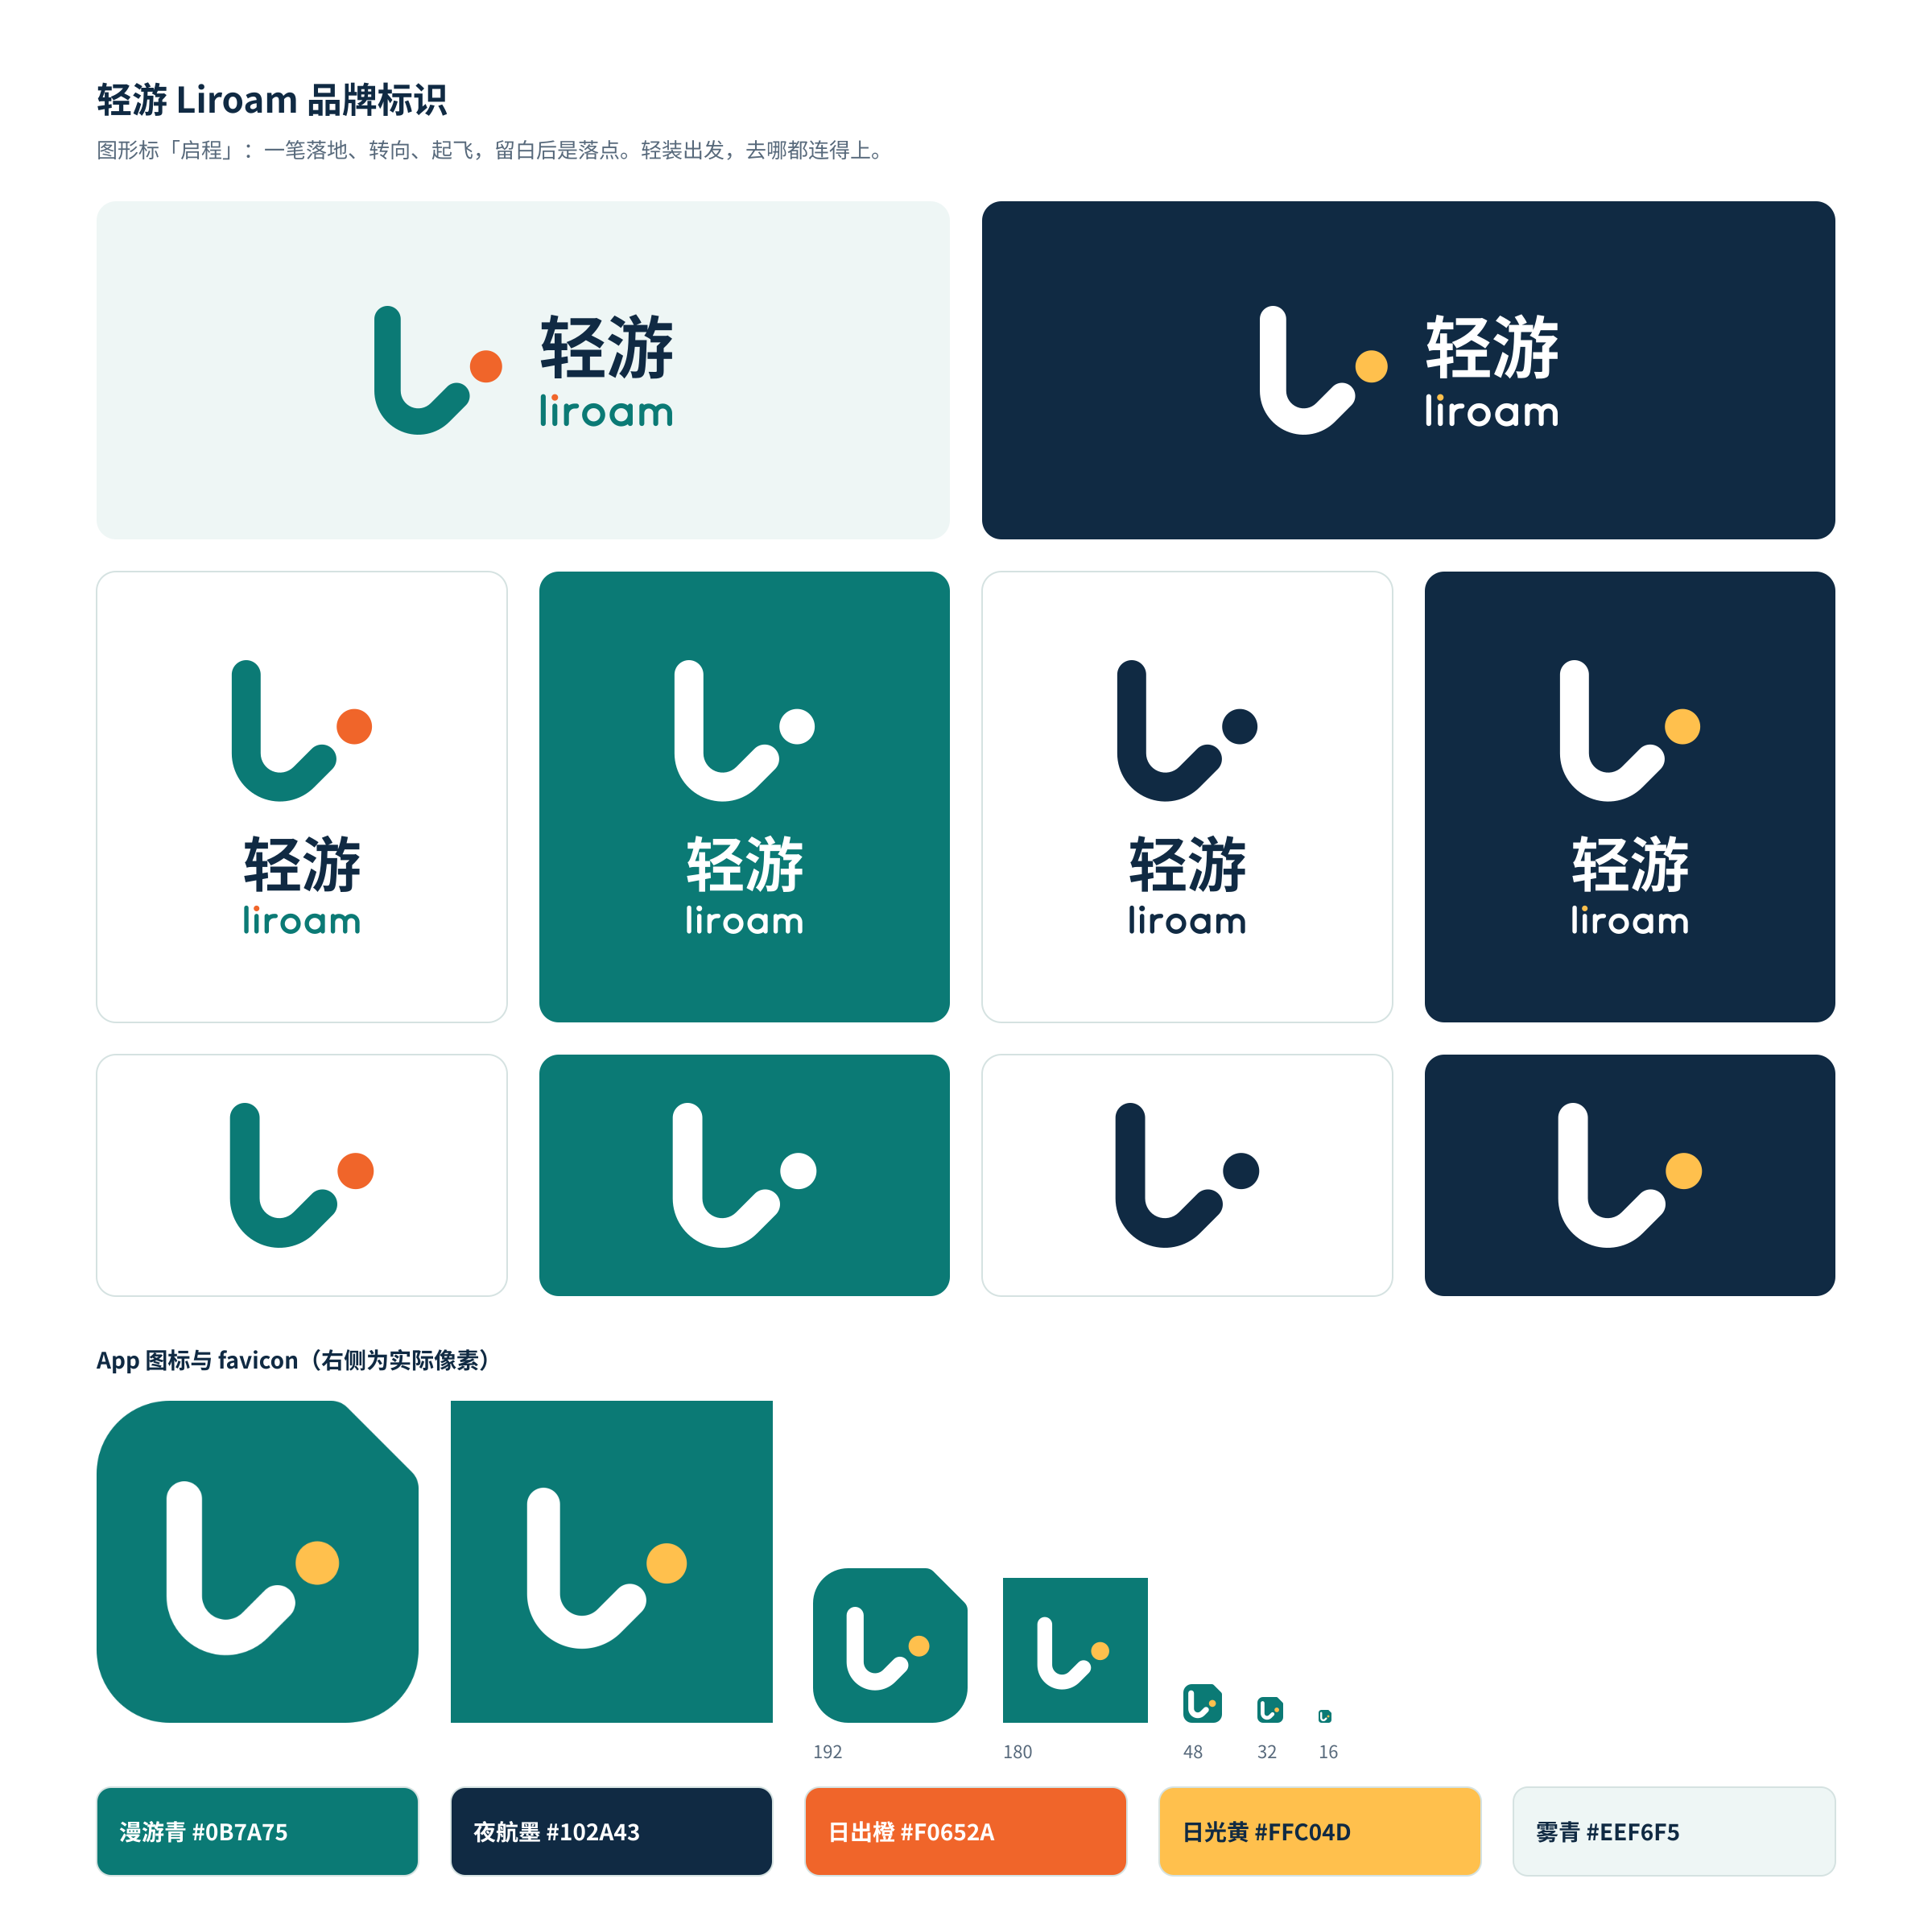 轻游 Liroam 品牌标识
图形标「启程」：一笔落地、转向、起飞，留白后是落点。轻装出发，去哪都连得上。
轻游
liroam
轻游
liroam
轻游
liroam
轻游
liroam
轻游
liroam
轻游
liroam
App 图标与 favicon（右侧为实际像素）
192
180
48
32
16
漫游青 #0B7A75
夜航墨 #102A43
日出橙 #F0652A
日光黄 #FFC04D
雾青 #EEF6F5